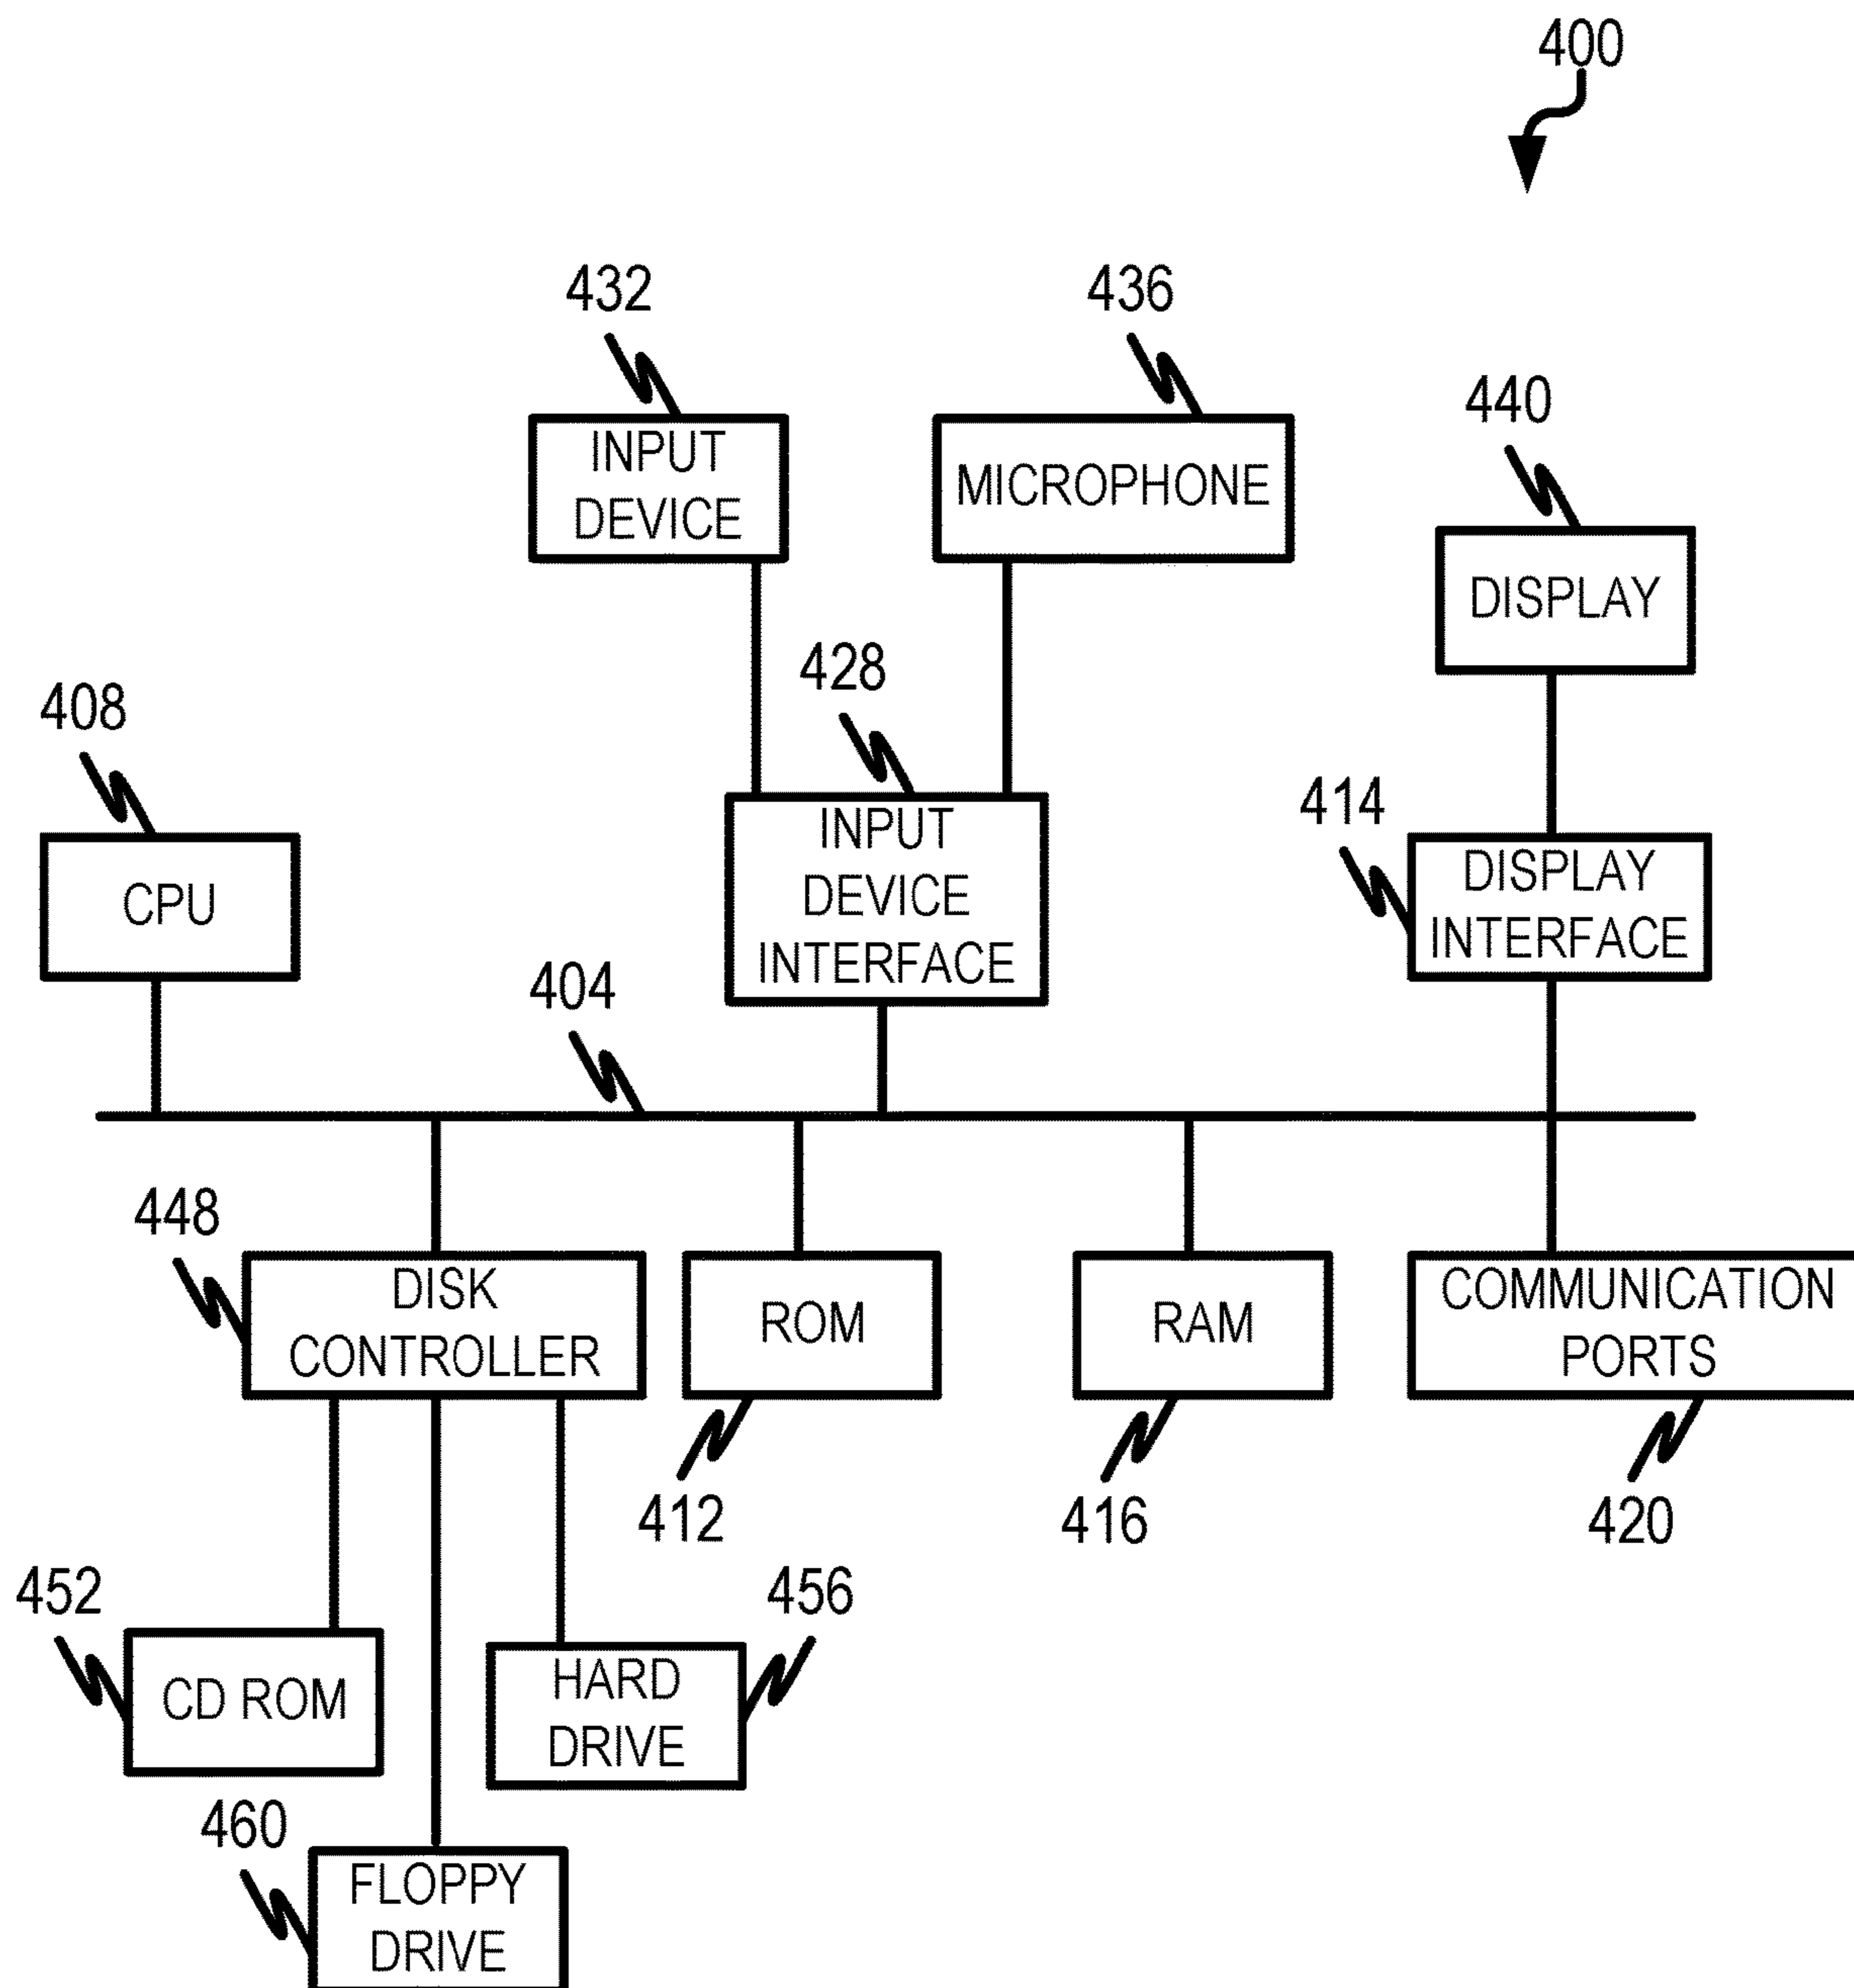 400
432
436
INPUT
DEVICE
MICROPHONE
440
DISPLAY
428
408
414
CPU
INPUT
DEVICE
INTERFACE
DISPLAY
INTERFACE
404
448
DISK
CONTROLLER
ROM
RAM
COMMUNICATION
PORTS
412
416
420
452
456
CD ROM
HARD
DRIVE
460
FLOPPY
DRIVE